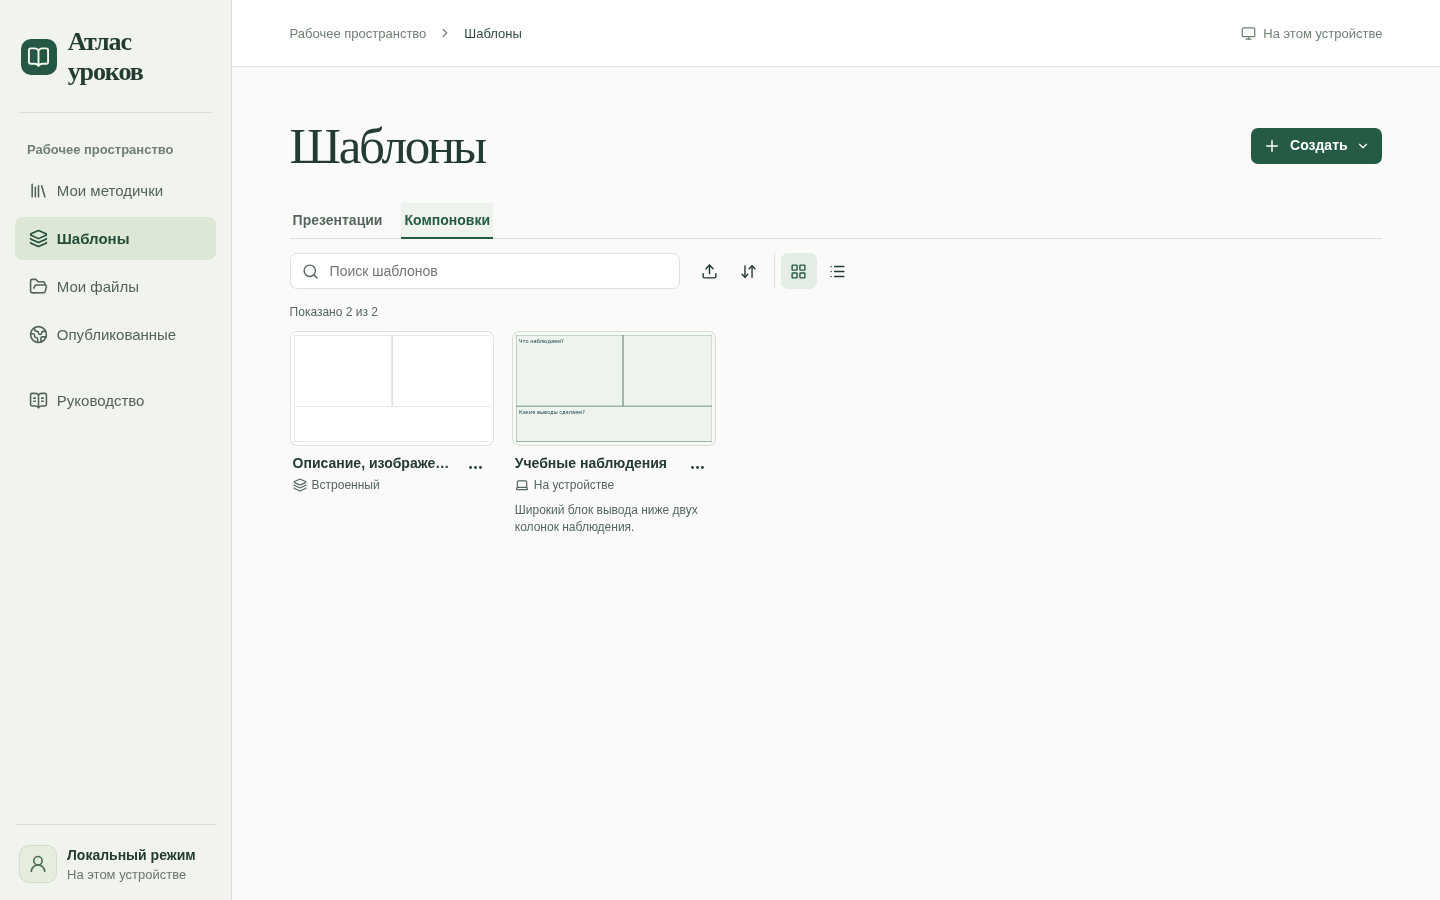 Атлас
уроков
Рабочее пространство
Мои методички
Шаблоны
Мои файлы
Опубликованные
Руководство
Локальный режим
На этом устройстве
Рабочее пространство
Шаблоны
На этом устройстве
Шаблоны
Создать
Презентации
Компоновки
Поиск шаблонов
Показано 2 из 2
Что наблюдаем?
Какие выводы сделаем?
Описание, изображе…
Встроенный
Учебные наблюдения
На устройстве
Широкий блок вывода ниже двух
колонок наблюдения.